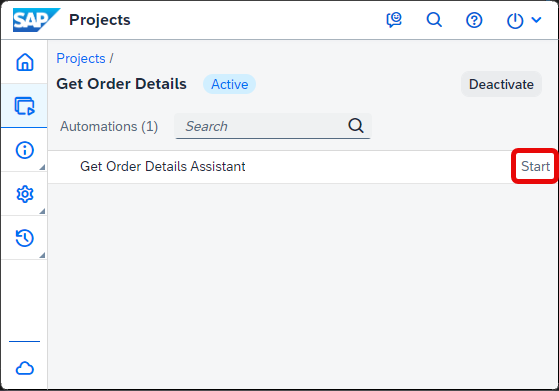 SAP Projects
Projects /
Get Order Details Active Deactivate
Automations (1) Search
Get Order Details Assistant Start